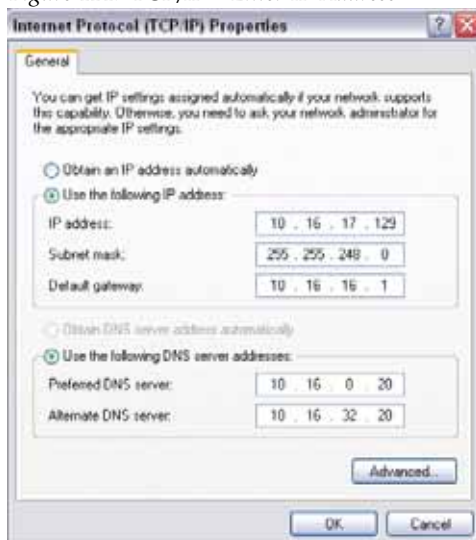 Internet Protocol (TCP/IP) Properties
General
You can get IP settings assigned automatically if your network supports
this capability. Otherwise, you need to ask your network administrator for
the appropriate IP settings.
Obtain an IP address automatically
Use the following IP address:
IP address: 10 . 16 . 17 . 129
Subnet mask: 255 . 255 . 248 . 0
Default gateway: 10 . 16 . 16 . 1
Obtain DNS server address automatically
Use the following DNS server addresses:
Preferred DNS server: 10 . 16 . 0 . 20
Alternate DNS server: 10 . 16 . 32 . 20
Advanced...
OK Cancel